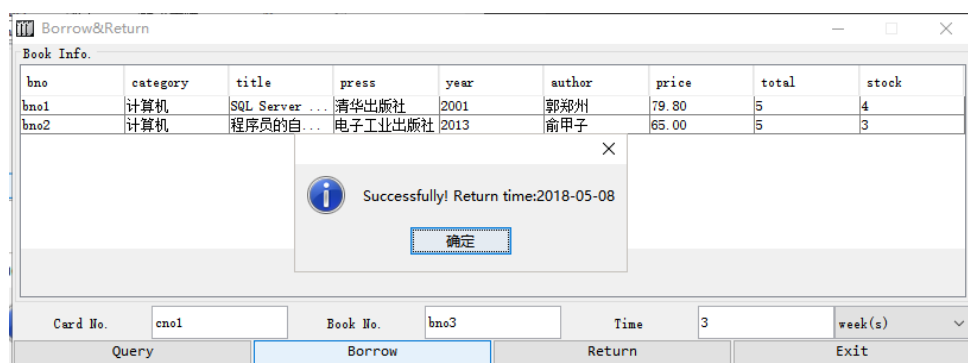 Borrow&Return
Book Info.
bno category title press year author price total stock
bno1 计算机 SQL Server ... 清华出版社 2001 郭郑州 79.80 5 4
bno2 计算机 程序员的自... 电子工业出版社 2013 俞甲子 65.00 5 3
Successfully! Return time:2018-05-08
确定
Card No. cno1 Book No. bno3 Time 3 week(s)
Query Borrow Return Exit